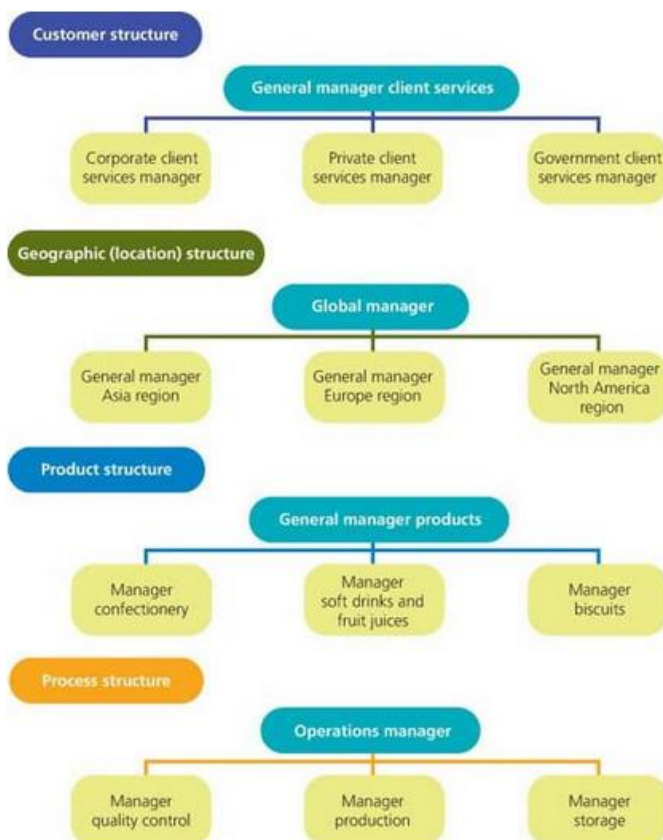 Customer structure
General manager client services
Corporate client
services manager
Private client
services manager
Government client
services manager
Geographic (location) structure
Global manager
General manager
Asia region
General manager
Europe region
General manager
North America
region
Product structure
General manager products
Manager
confectionery
Manager
soft drinks and
fruit juices
Manager
biscuits
Process structure
Operations manager
Manager
quality control
Manager
production
Manager
storage